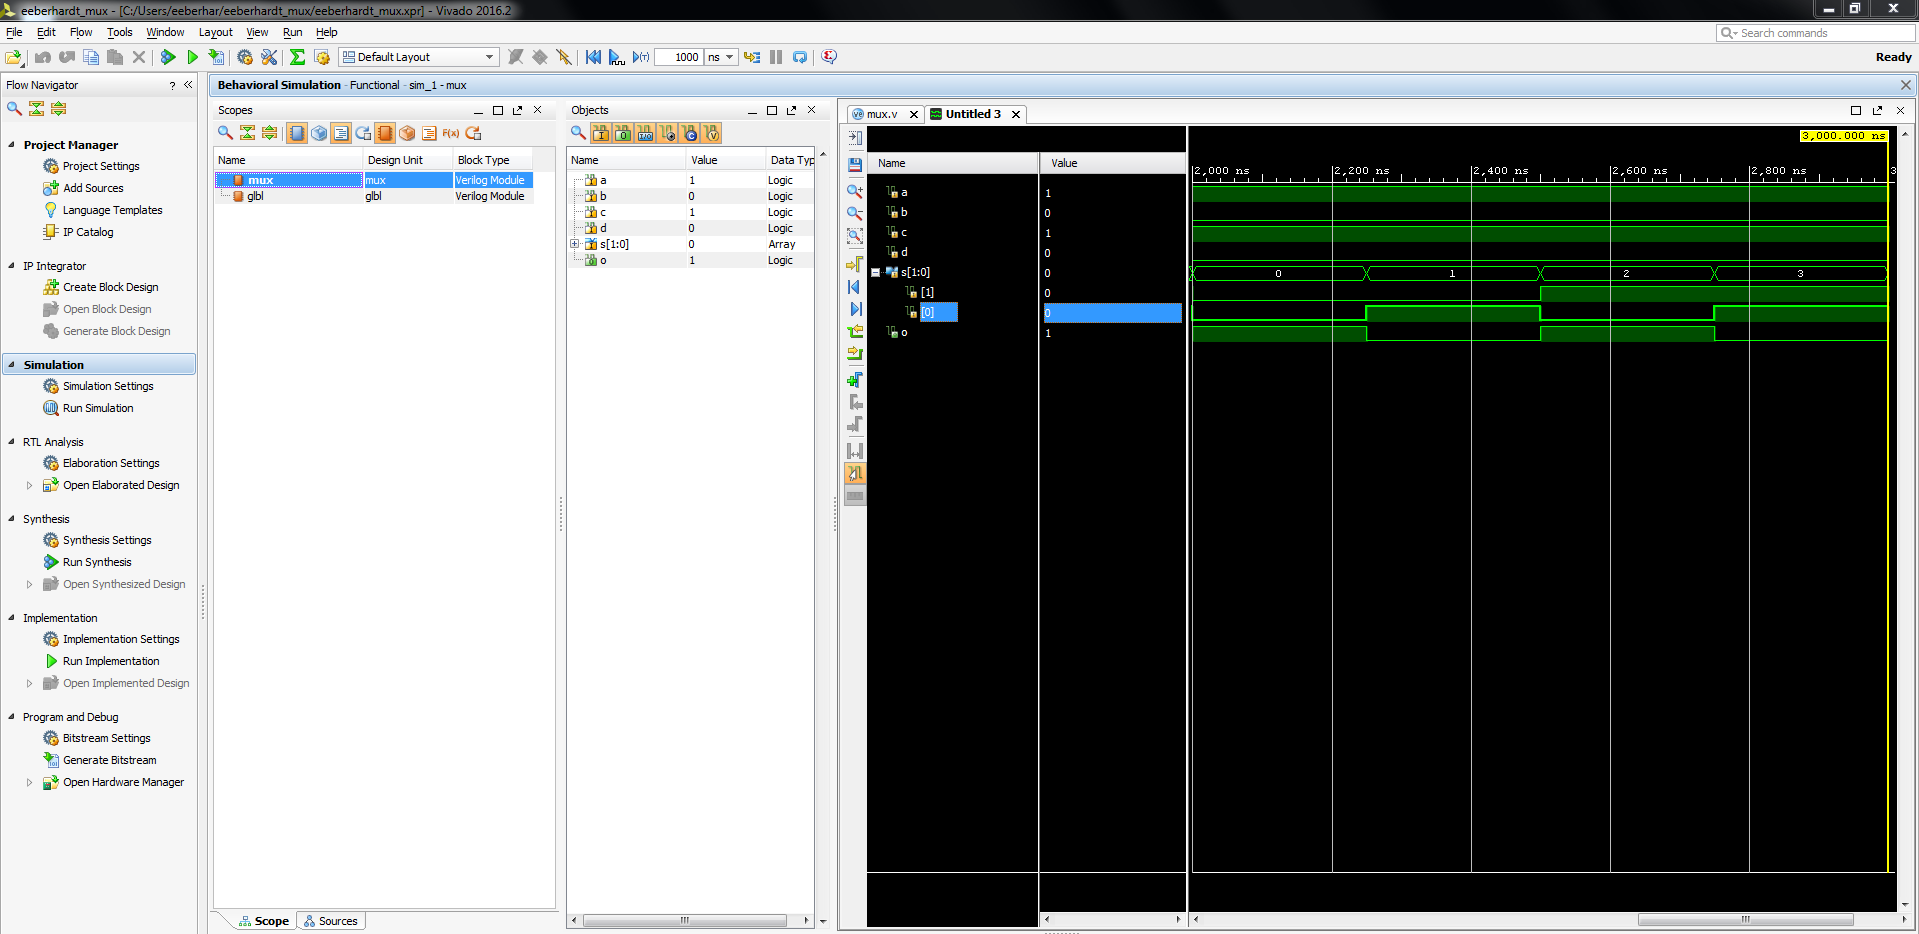 eeberhardt_mux - [C:/Users/eeberhar/eeberhardt_mux/eeberhardt_mux.xpr] - Vivado 2016.2
File Edit Flow Tools Window Layout View Run Help
Search commands
Default Layout
1000 ns
Ready
Flow Navigator
Project Manager
Project Settings
Add Sources
Language Templates
IP Catalog
IP Integrator
Create Block Design
Open Block Design
Generate Block Design
Simulation
Simulation Settings
Run Simulation
RTL Analysis
Elaboration Settings
Open Elaborated Design
Synthesis
Synthesis Settings
Run Synthesis
Open Synthesized Design
Implementation
Implementation Settings
Run Implementation
Open Implemented Design
Program and Debug
Bitstream Settings
Generate Bitstream
Open Hardware Manager
Behavioral Simulation - Functional - sim_1 - mux
Scopes
F(x)
Name Design Unit Block Type
mux mux Verilog Module
glbl glbl Verilog Module
Scope Sources
Objects
Name Value Data Typ
a 1 Logic
b 0 Logic
c 1 Logic
d 0 Logic
s[1:0] 0 Array
o 1 Logic
mux.v Untitled 3
3,000.000 ns
Name Value
2,000 ns 2,200 ns 2,400 ns 2,600 ns 2,800 ns 3
a 1
b 0
c 1
d 0
s[1:0] 0 0 1 2 3
[1] 0
[0] 0
o 1